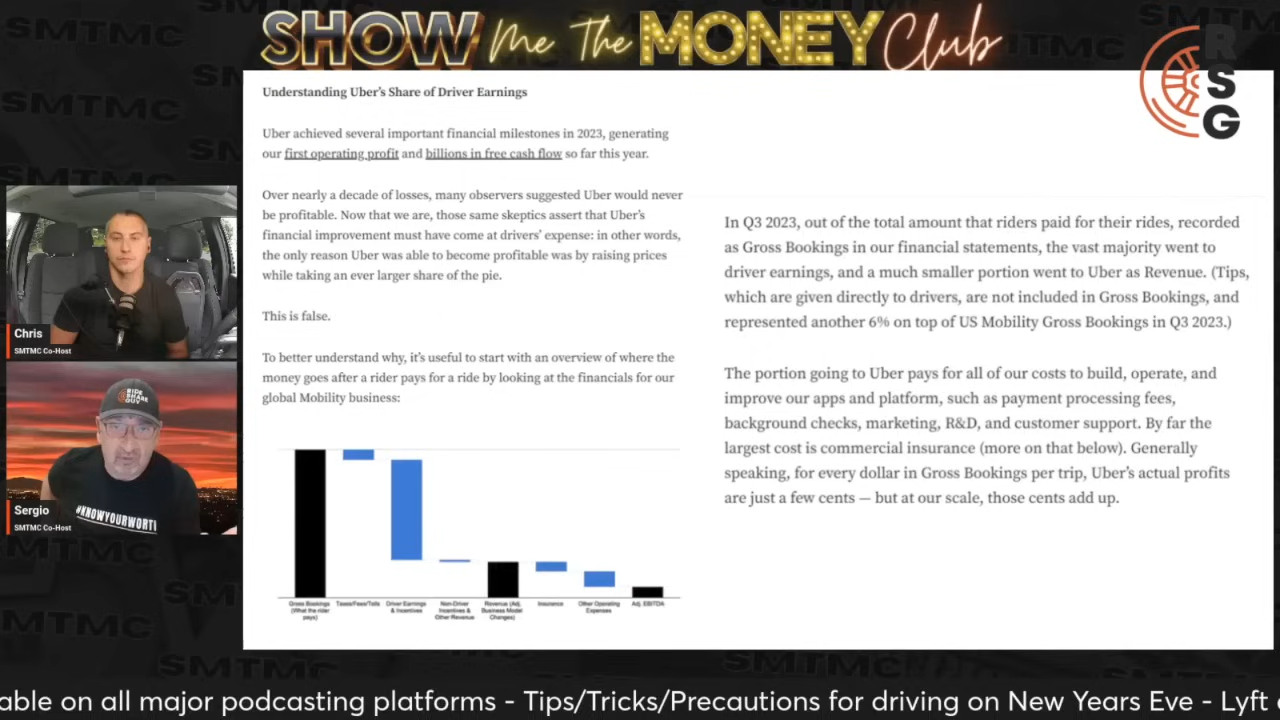 SHOW Me The MONEY Club
RSG
Understanding Uber's Share of Driver Earnings
Uber achieved several important financial milestones in 2023, generating
our first operating profit and billions in free cash flow so far this year.
Over nearly a decade of losses, many observers suggested Uber would never
be profitable. Now that we are, those same skeptics assert that Uber's
financial improvement must have come at drivers' expense: in other words,
the only reason Uber was able to become profitable was by raising prices
while taking an ever larger share of the pie.
This is false.
To better understand why, it's useful to start with an overview of where the
money goes after a rider pays for a ride by looking at the financials for our
global Mobility business:
Gross Bookings
(What the rider
pays)
Taxes/Fees/Tolls
Driver Earnings
& Incentives
Non-Driver
Incentives &
Other Revenue
Revenue (Adj.
Business Model
Changes)
Insurance
Other Operating
Expenses
Adj. EBITDA
In Q3 2023, out of the total amount that riders paid for their rides, recorded
as Gross Bookings in our financial statements, the vast majority went to
driver earnings, and a much smaller portion went to Uber as Revenue. (Tips,
which are given directly to drivers, are not included in Gross Bookings, and
represented another 6% on top of US Mobility Gross Bookings in Q3 2023.)
The portion going to Uber pays for all of our costs to build, operate, and
improve our apps and platform, such as payment processing fees,
background checks, marketing, R&D, and customer support. By far the
largest cost is commercial insurance (more on that below). Generally
speaking, for every dollar in Gross Bookings per trip, Uber's actual profits
are just a few cents — but at our scale, those cents add up.
Chris
SMTMC Co-Host
RIDE
SHARE
GUY
#KNOWYOURWORTH
Sergio
SMTMC Co-Host
SMTMC
able on all major podcasting platforms - Tips/Tricks/Precautions for driving on New Years Eve - Lyft